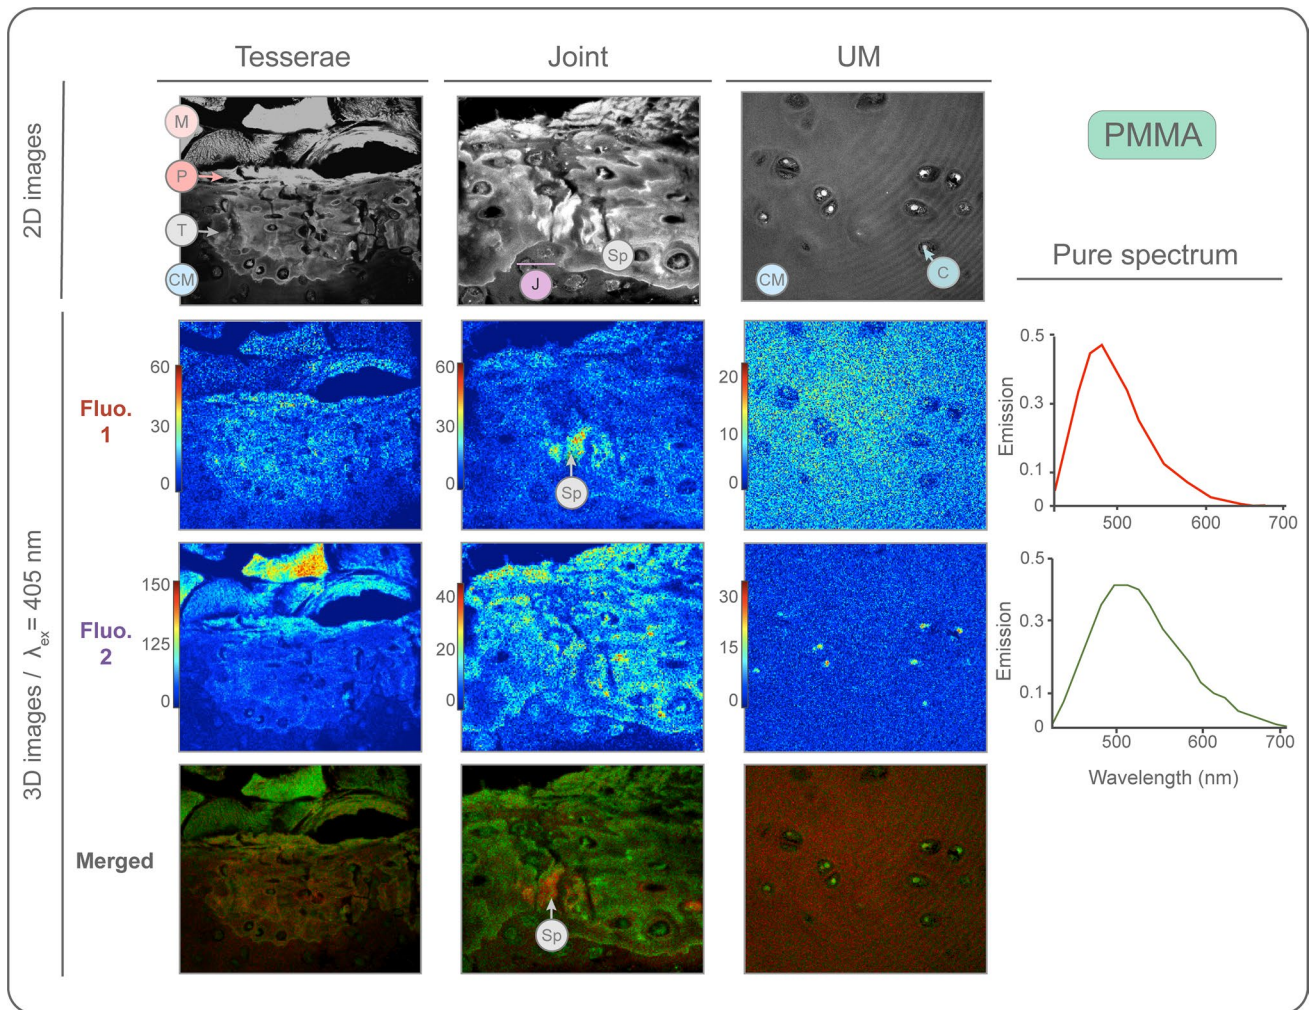 Tesserae
Joint
UM
2D images
M
P
T
CM
Sp
J
CM
C
PMMA
Pure spectrum
3D images / λex= 405 nm
Fluo.
1
60
30
0
60
30
0
Sp
20
10
0
Emission
0.5
0.3
0.1
0
500
600
700
Fluo.
2
150
125
0
40
20
0
30
15
0
Emission
0.5
0.3
0.1
0
500
600
700
Wavelength (nm)
Merged
Sp